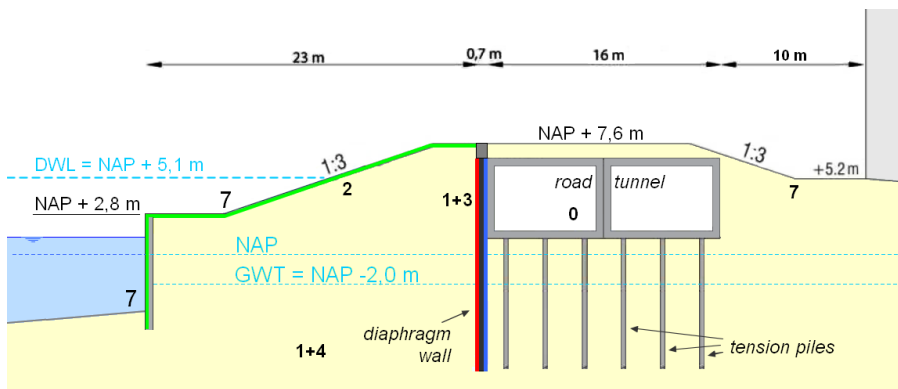 23 m
0,7 m
16 m
10 m
NAP + 7,6 m
DWL = NAP + 5,1 m
1:3
1:3
+5.2m
2
7
road
tunnel
7
NAP + 2,8 m
1+3
0
NAP
GWT = NAP -2,0 m
7
diaphragm
wall
1+4
tension piles